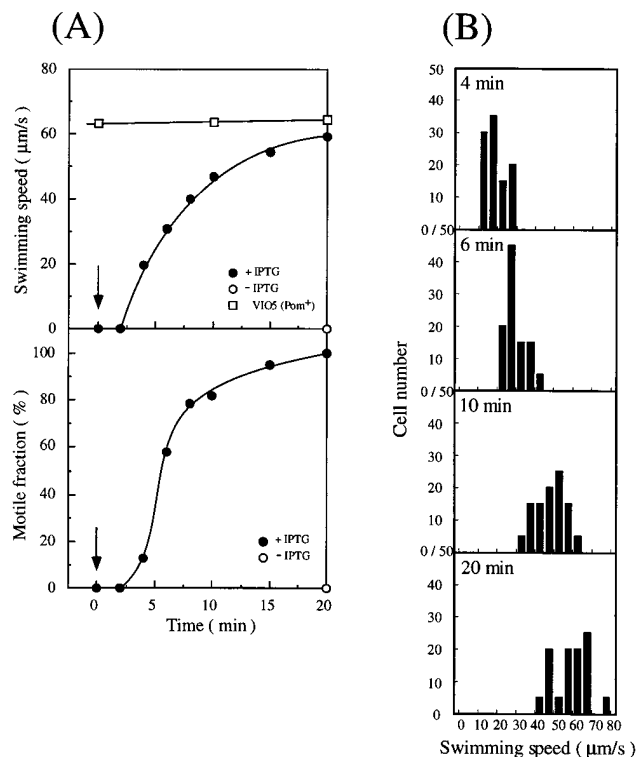 (A)
80
60
40
20
0
Swimming speed ( μm/s )
+ IPTG
− IPTG
VIO5 (Pom⁺)
100
80
60
40
20
0
Motile fraction ( % )
+ IPTG
− IPTG
0 5 10 15 20
Time ( min )
(B)
Cell number
50
40
30
20
10
4 min
0 / 50
40
30
20
10
6 min
0 / 50
40
30
20
10
10 min
0 / 50
40
30
20
10
0
20 min
0 10 20 30 40 50 60 70 80
Swimming speed ( μm/s )